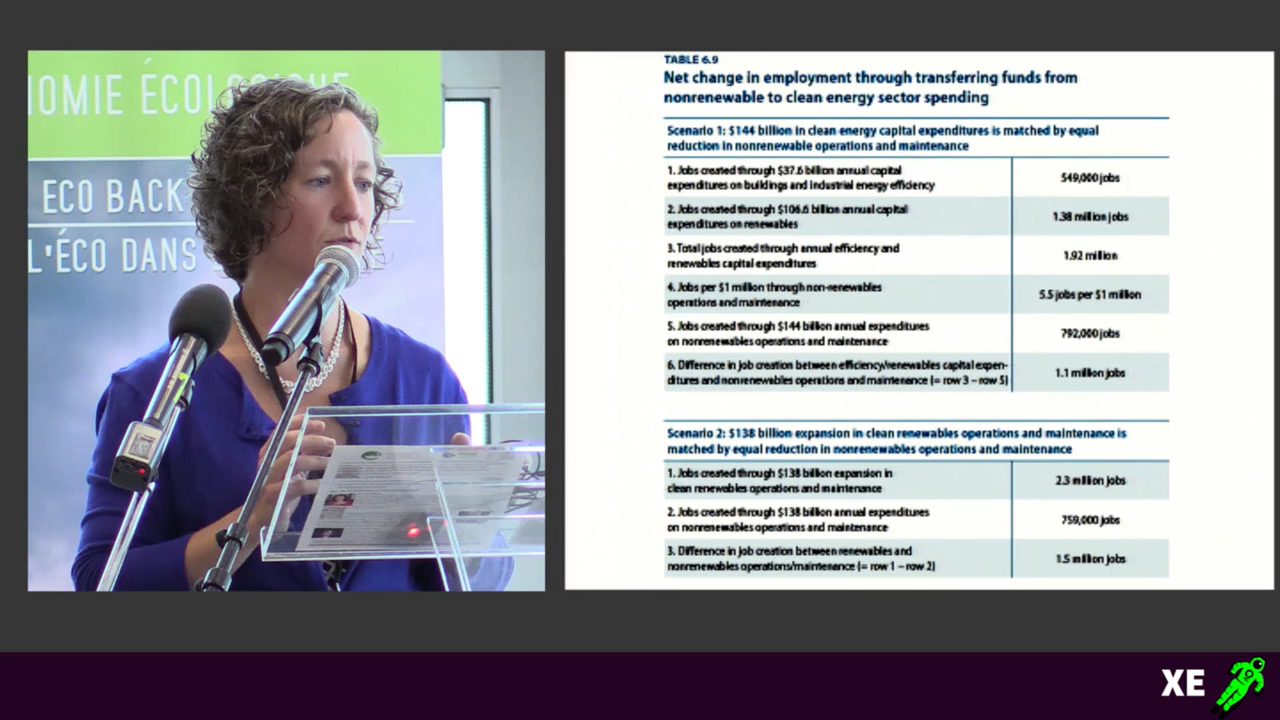 NOMIE ÉCOLOGIQUE
ECO BACK
L'ÉCO DANS
TABLE 6.9
Net change in employment through transferring funds from
nonrenewable to clean energy sector spending
Scenario 1: $144 billion in clean energy capital expenditures is matched by equal
reduction in nonrenewable operations and maintenance
1. Jobs created through $37.6 billion annual capital
expenditures on buildings and industrial energy efficiency
549,000 jobs
2. Jobs created through $106.6 billion annual capital
expenditures on renewables
1.38 million jobs
3. Total jobs created through annual efficiency and
renewables capital expenditures
1.92 million
4. Jobs per $1 million through non-renewables
operations and maintenance
5.5 jobs per $1 million
5. Jobs created through $144 billion annual expenditures
on nonrenewables operations and maintenance
792,000 jobs
6. Difference in job creation between efficiency/renewables capital expen-
ditures and nonrenewables operations and maintenance (= row 3 – row 5)
1.1 million jobs
Scenario 2: $138 billion expansion in clean renewables operations and maintenance is
matched by equal reduction in nonrenewables operations and maintenance
1. Jobs created through $138 billion expansion in
clean renewables operations and maintenance
2.3 million jobs
2. Jobs created through $138 billion annual expenditures
on nonrenewables operations and maintenance
759,000 jobs
3. Difference in job creation between renewables and
nonrenewables operations/maintenance (= row 1 – row 2)
1.5 million jobs
XE